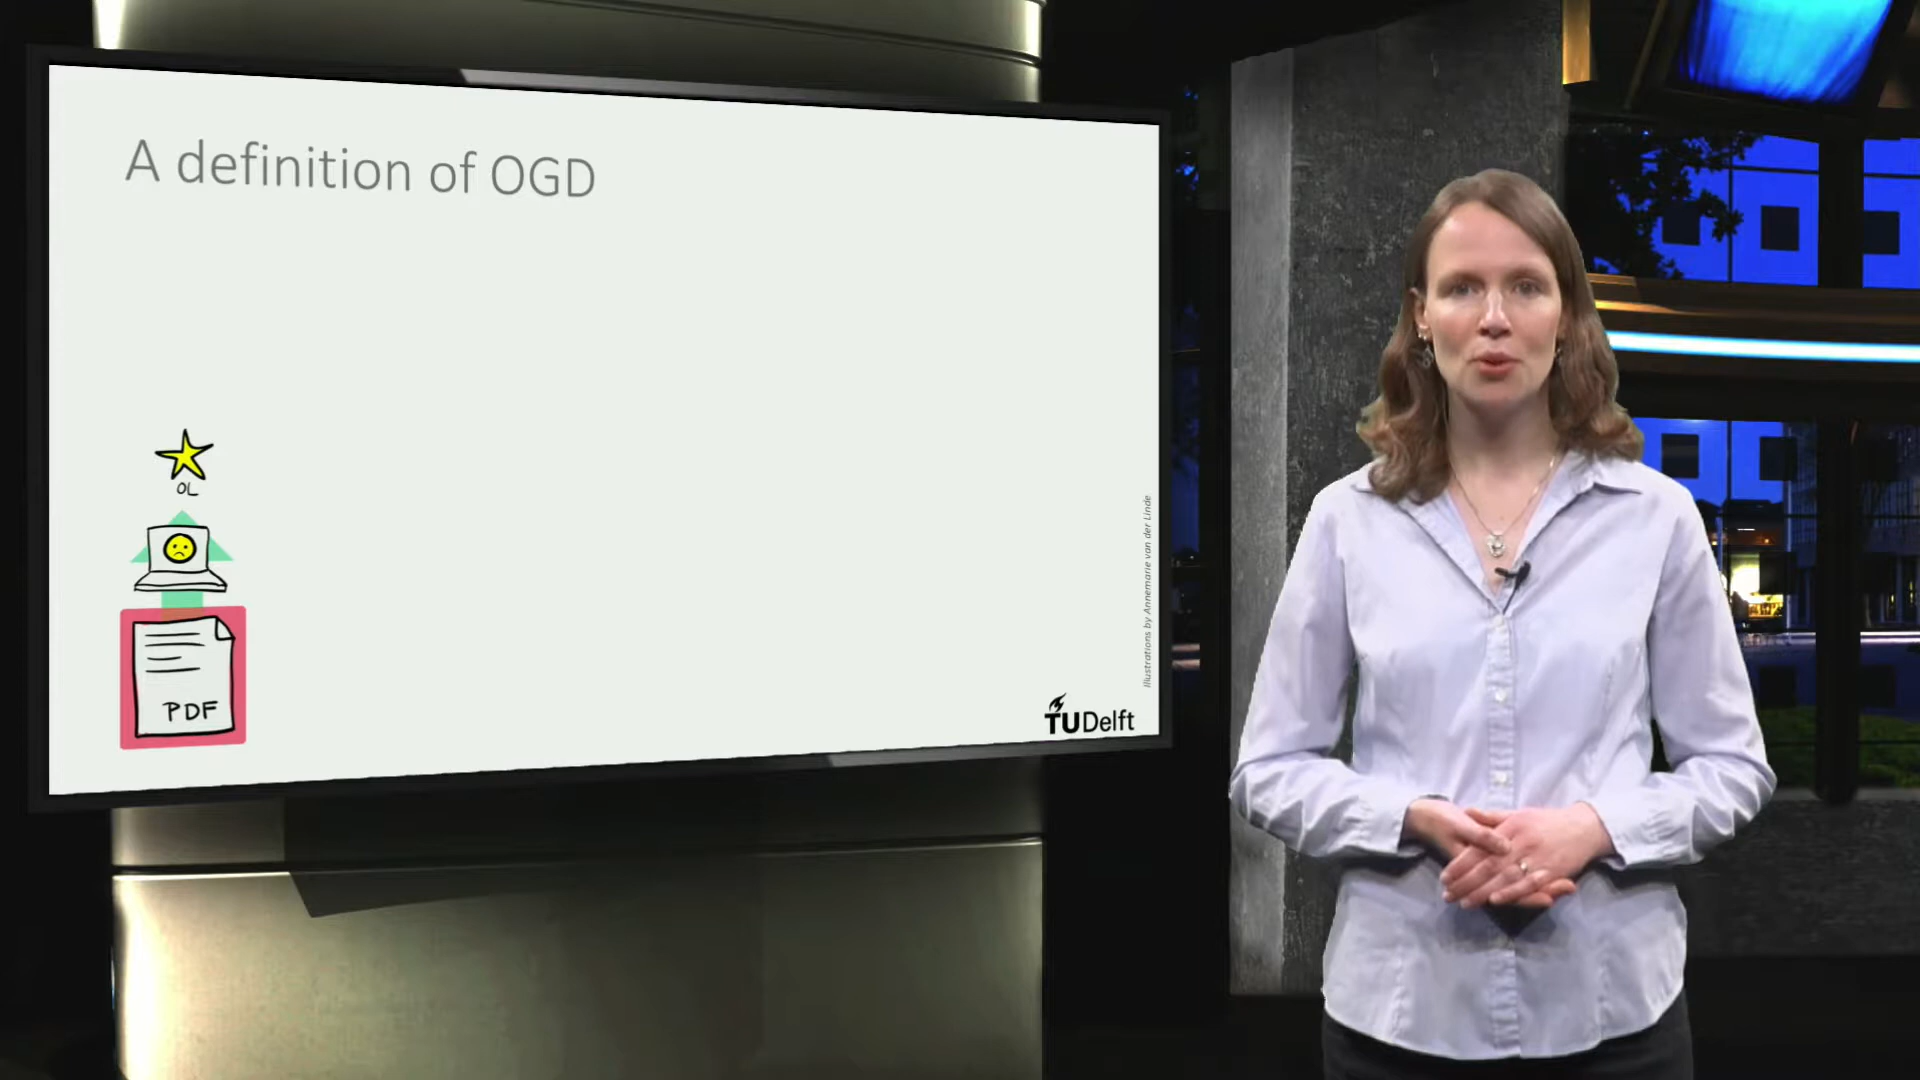 A definition of OGD
OL
PDF
Illustrations by Annemarie van der Linde
TUDelft